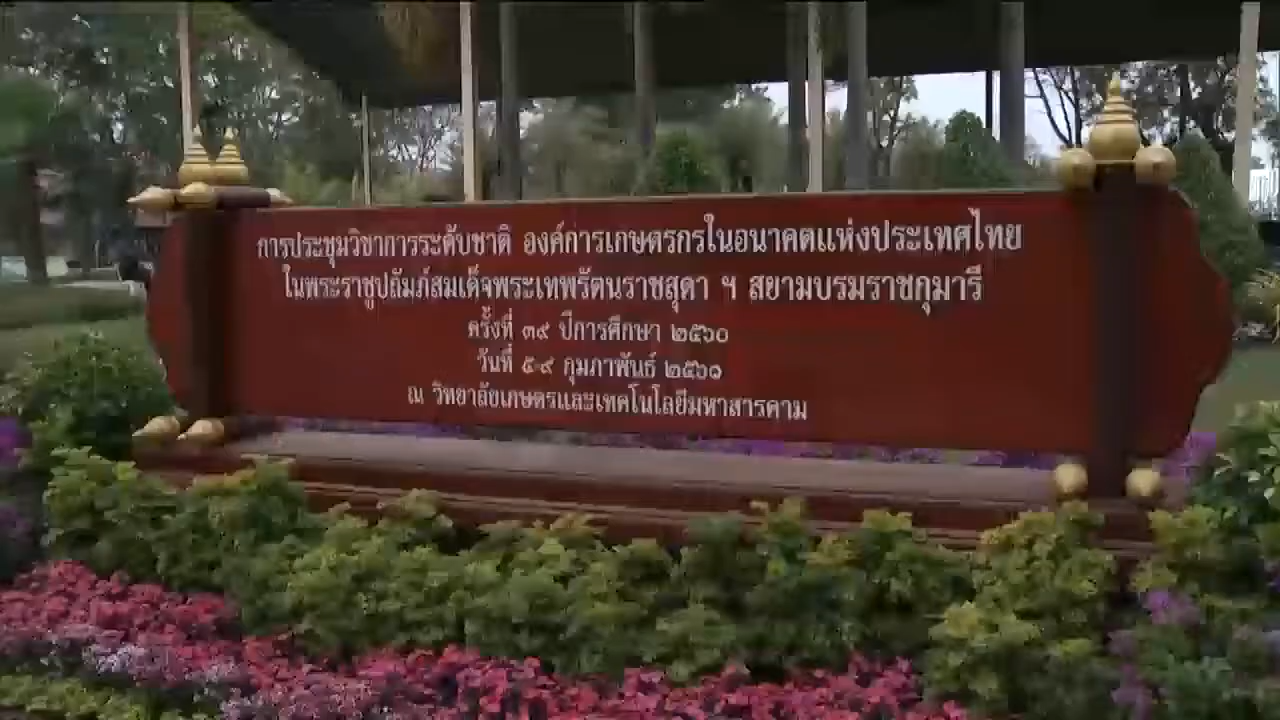 การประชุมวิชาการระดับชาติ องค์การเกษตรกรในอนาคตแห่งประเทศไทย
ในพระราชูปถัมภ์สมเด็จพระเทพรัตนราชสุดา ฯ สยามบรมราชกุมารี
ครั้งที่ ๓๙ ปีการศึกษา ๒๕๖๐
วันที่ ๕-๙ กุมภาพันธ์ ๒๕๖๑
ณ วิทยาลัยเกษตรและเทคโนโลยีมหาสารคาม